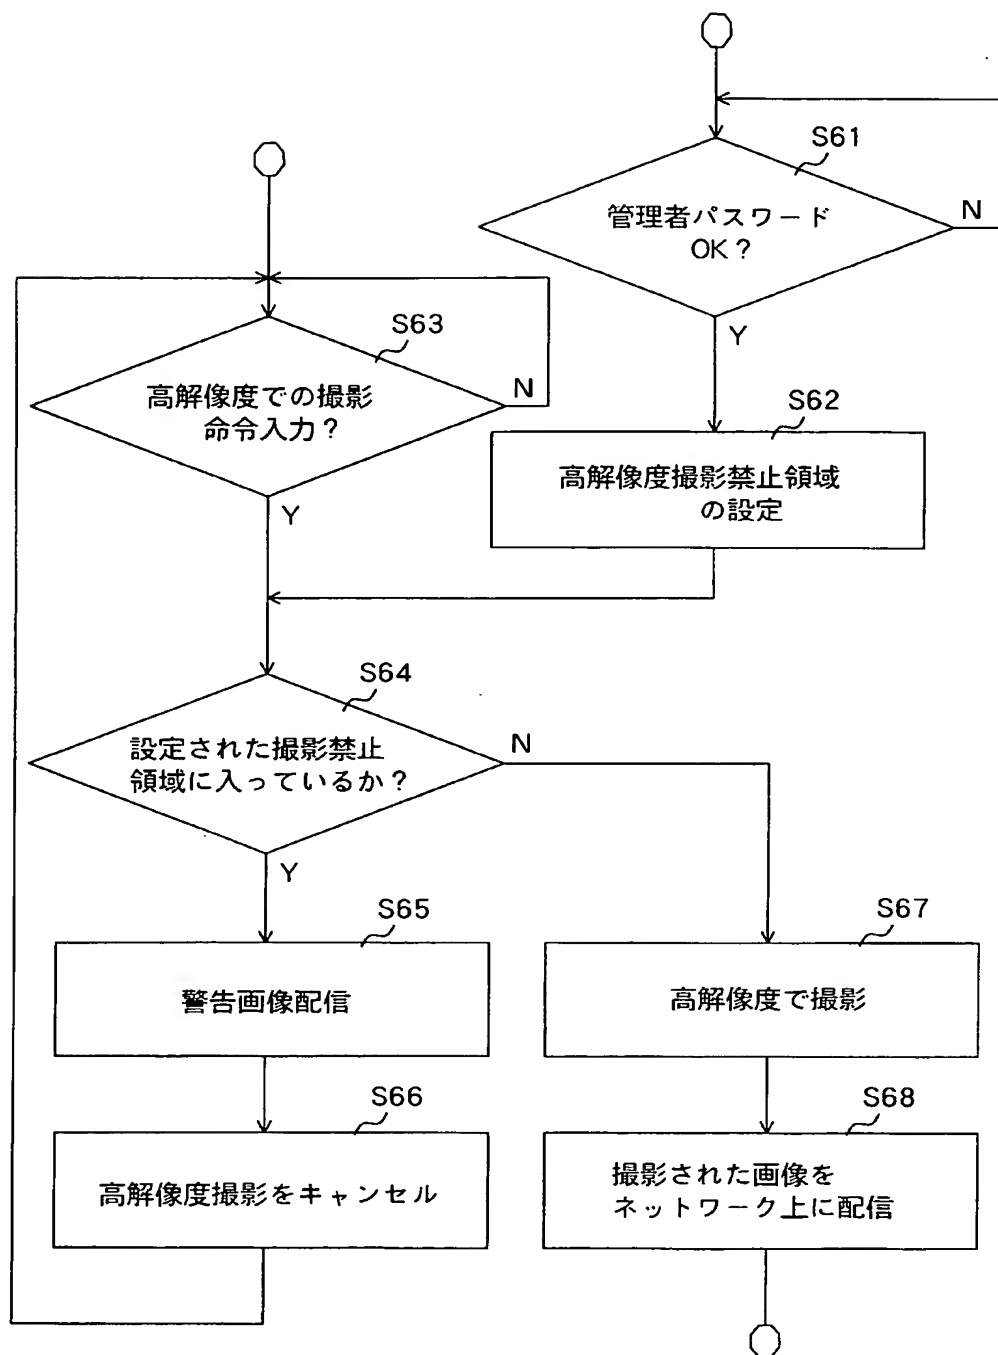 S61
管理者パスワード
OK？
N
Y
S62
高解像度撮影禁止領域
の設定
S63
高解像度での撮影
命令入力？
N
Y
S64
設定された撮影禁止
領域に入っているか？
N
Y
S65
警告画像配信
S66
高解像度撮影をキャンセル
S67
高解像度で撮影
S68
撮影された画像を
ネットワーク上に配信